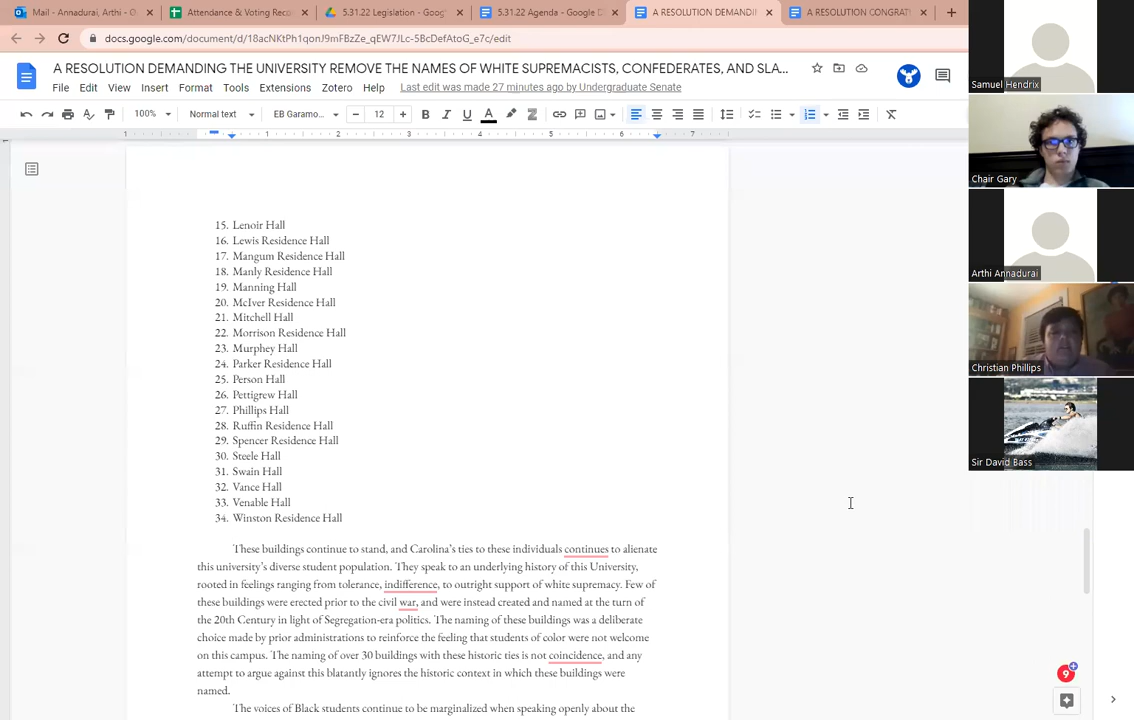 Mail - Annadurai, Arthi - O
Attendance & Voting Reco
5.31.22 Legislation - Goog
5.31.22 Agenda - Google D
A RESOLUTION DEMANDI
A RESOLUTION CONGRAT
docs.google.com/document/d/18acNKtPh1qonJ9mFBzZe_qEW7JLc-5BcDefAtoG_e7c/edit
A RESOLUTION DEMANDING THE UNIVERSITY REMOVE THE NAMES OF WHITE SUPREMACISTS, CONFEDERATES, AND SLA...
File Edit View Insert Format Tools Extensions Zotero Help Last edit was made 27 minutes ago by Undergraduate Senate
100% Normal text EB Garamo... 12 B I U A
1 1 2 3 4 5 6 7
15. Lenoir Hall
16. Lewis Residence Hall
17. Mangum Residence Hall
18. Manly Residence Hall
19. Manning Hall
20. McIver Residence Hall
21. Mitchell Hall
22. Morrison Residence Hall
23. Murphey Hall
24. Parker Residence Hall
25. Person Hall
26. Pettigrew Hall
27. Phillips Hall
28. Ruffin Residence Hall
29. Spencer Residence Hall
30. Steele Hall
31. Swain Hall
32. Vance Hall
33. Venable Hall
34. Winston Residence Hall
These buildings continue to stand, and Carolina's ties to these individuals continues to alienate
this university's diverse student population. They speak to an underlying history of this University,
rooted in feelings ranging from tolerance, indifference, to outright support of white supremacy. Few of
these buildings were erected prior to the civil war, and were instead created and named at the turn of
the 20th Century in light of Segregation-era politics. The naming of these buildings was a deliberate
choice made by prior administrations to reinforce the feeling that students of color were not welcome
on this campus. The naming of over 30 buildings with these historic ties is not coincidence, and any
attempt to argue against this blatantly ignores the historic context in which these buildings were
named.
The voices of Black students continue to be marginalized when speaking openly about the
Samuel Hendrix
Chair Gary
Arthi Annadurai
Christian Phillips
Sir David Bass
9